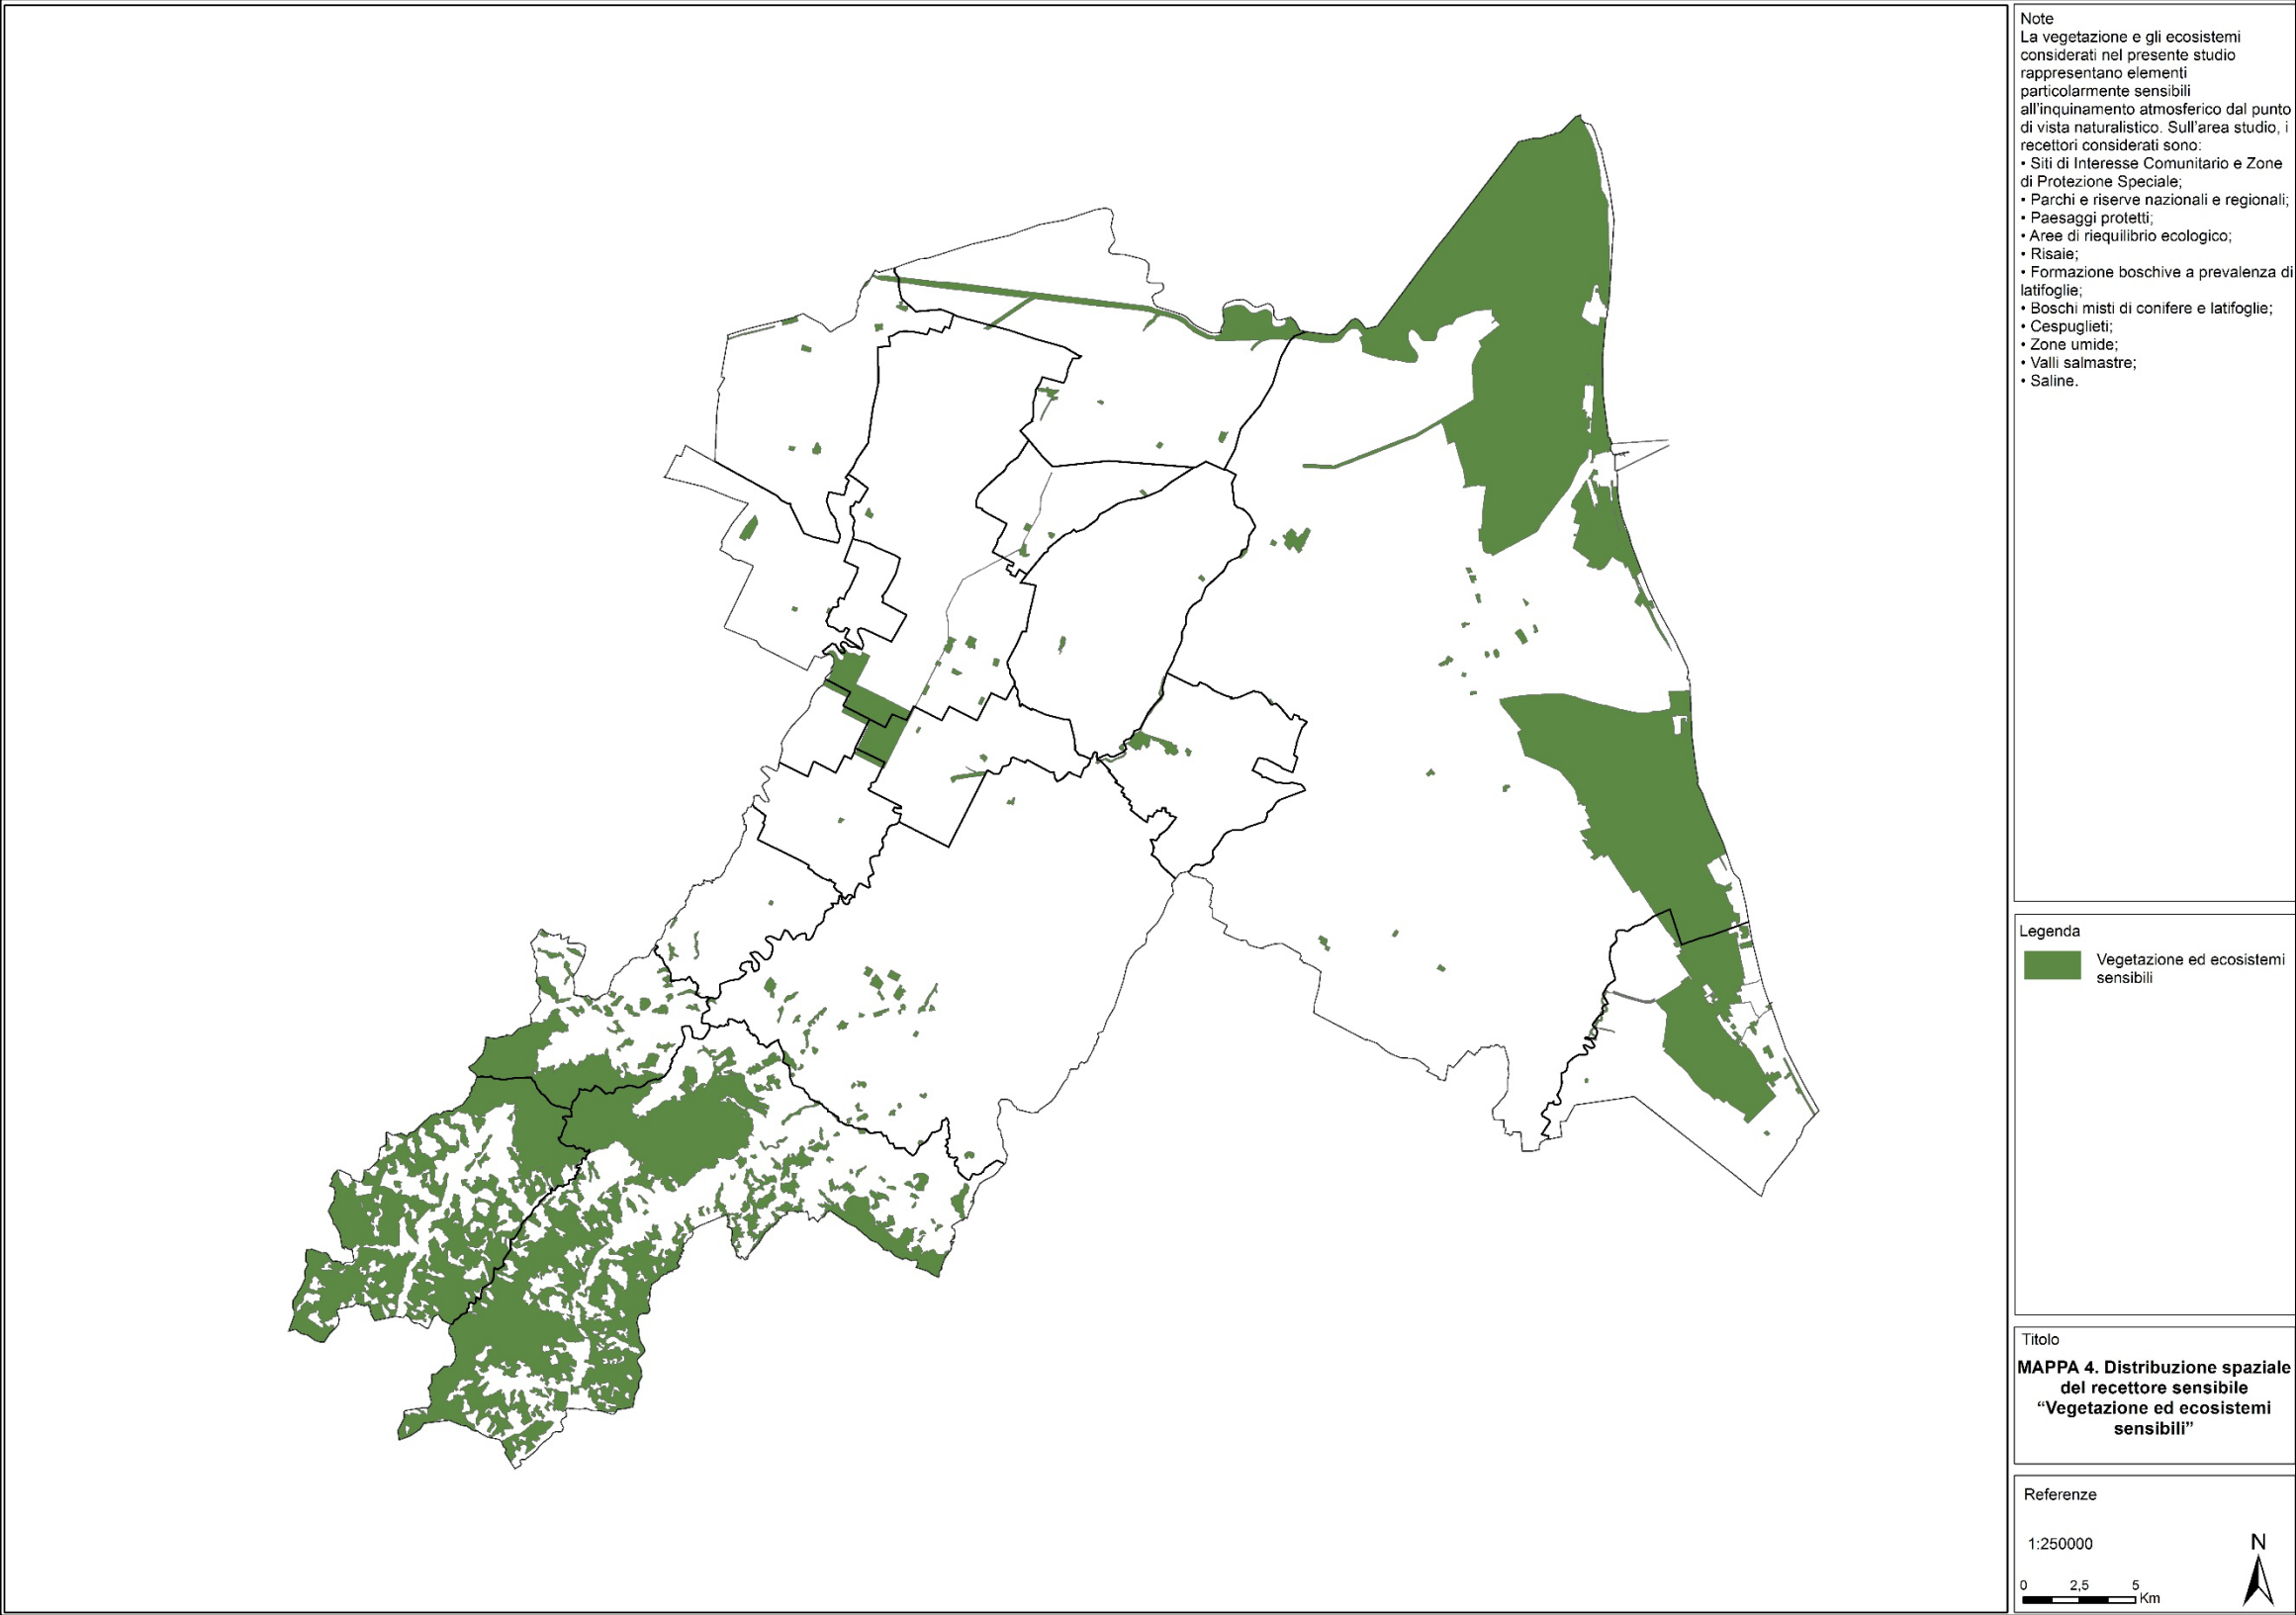 Note
La vegetazione e gli ecosistemi
considerati nel presente studio
rappresentano elementi
particolarmente sensibili
all'inquinamento atmosferico dal punto
di vista naturalistico. Sull'area studio, i
recettori considerati sono:
• Siti di Interesse Comunitario e Zone
di Protezione Speciale;
• Parchi e riserve nazionali e regionali;
• Paesaggi protetti;
• Aree di riequilibrio ecologico;
• Risaie;
• Formazione boschive a prevalenza di
latifoglie;
• Boschi misti di conifere e latifoglie;
• Cespuglieti;
• Zone umide;
• Valli salmastre;
• Saline.
Legenda
Vegetazione ed ecosistemi
sensibili
Titolo
MAPPA 4. Distribuzione spaziale
del recettore sensibile
“Vegetazione ed ecosistemi
sensibili”
Referenze
1:250000
N
0 2,5 5
Km